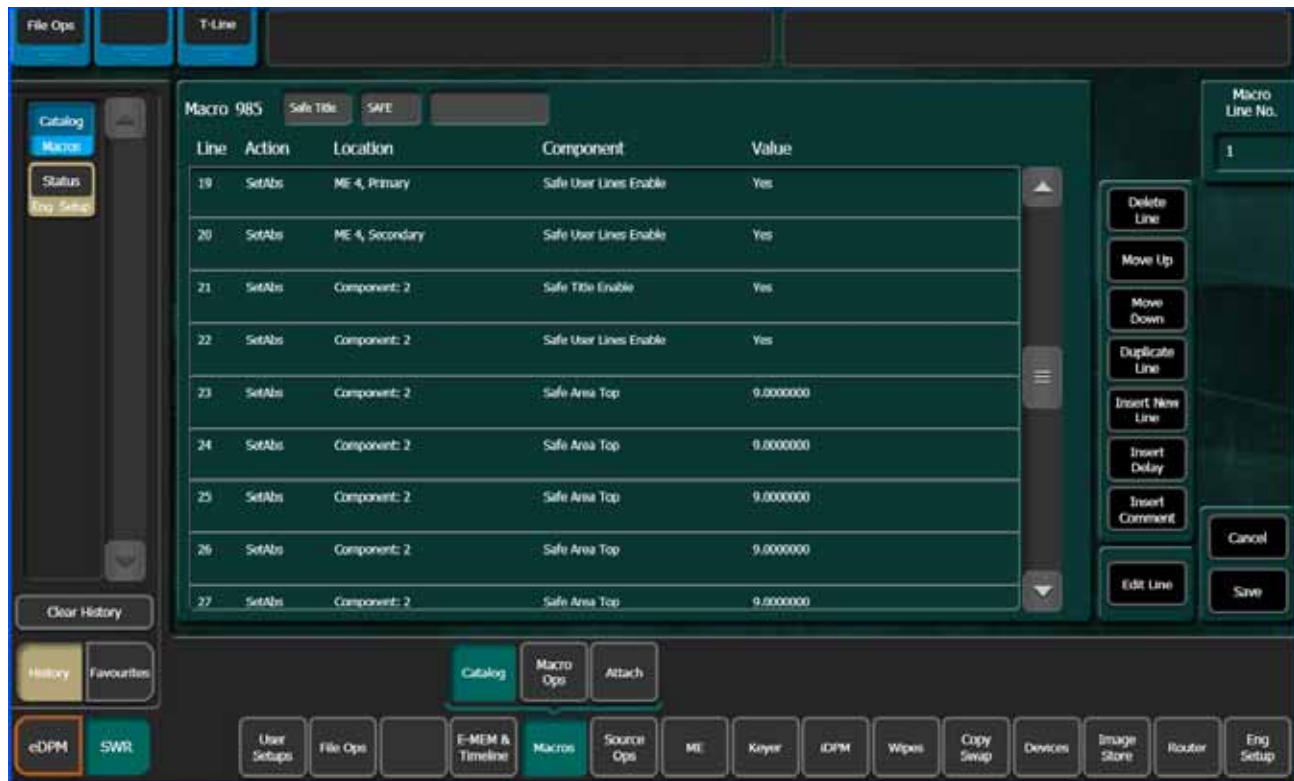 File Ops
T-Line
Catalog
Macros
Status
Eng Setup
Clear History
History
Favourites
eDPM
SWR
Macro 985 Safe Title SAFE
Line Action Location Component Value
19 SetAbs ME 4, Primary Safe User Lines Enable Yes
20 SetAbs ME 4, Secondary Safe User Lines Enable Yes
21 SetAbs Component: 2 Safe Title Enable Yes
22 SetAbs Component: 2 Safe User Lines Enable Yes
23 SetAbs Component: 2 Safe Area Top 9.0000000
24 SetAbs Component: 2 Safe Area Top 9.0000000
25 SetAbs Component: 2 Safe Area Top 9.0000000
26 SetAbs Component: 2 Safe Area Top 9.0000000
27 SetAbs Component: 2 Safe Area Top 9.0000000
Macro
Line No.
1
Delete
Line
Move Up
Move
Down
Duplicate
Line
Insert New
Line
Insert
Delay
Insert
Comment
Edit Line
Cancel
Save
Catalog
Macro
Ops
Attach
User
Setups
File Ops
E-MEM &
Timeline
Macros
Source
Ops
ME
Keyer
iDPM
Wipes
Copy
Swap
Devices
Image
Store
Router
Eng
Setup